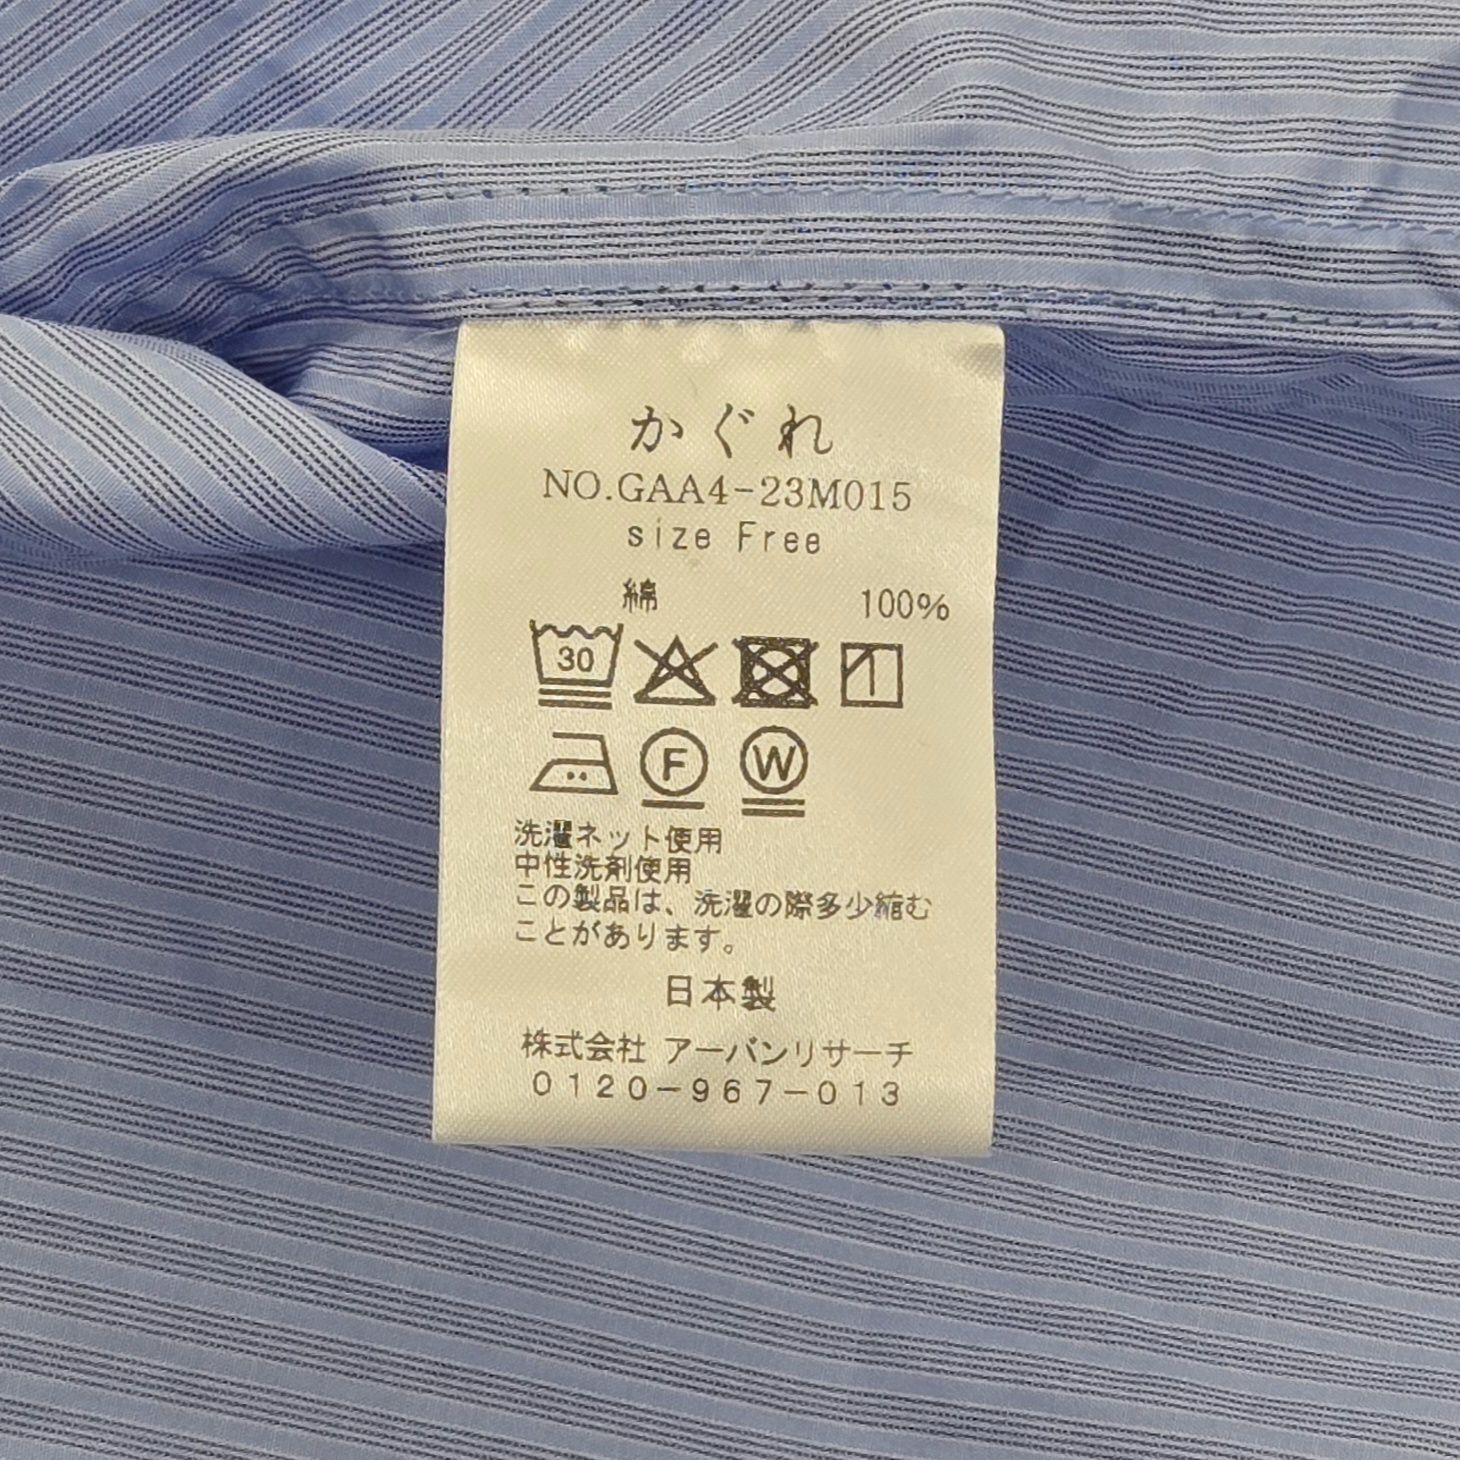 かぐれ
NO.GAA4-23M015
size Free
綿 100%
30
F W
洗濯ネット使用
中性洗剤使用
この製品は、洗濯の際多少縮む
ことがあります。
日本製
株式会社 アーバンリサーチ
0120-967-013